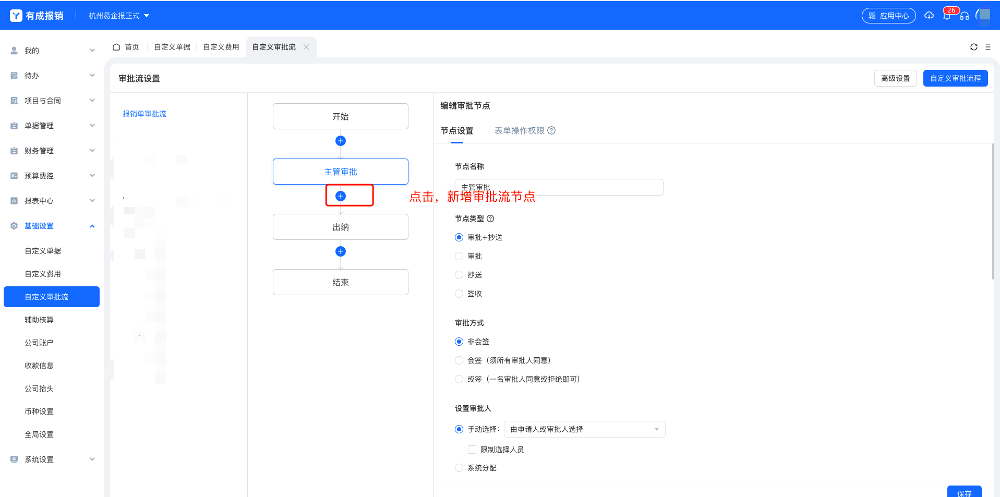 有成报销
杭州易企报正式
应用中心
26
我的
待办
项目与合同
单据管理
财务管理
预算费控
报表中心
基础设置
自定义单据
自定义费用
自定义审批流
辅助核算
公司账户
收款信息
公司抬头
币种设置
全局设置
系统设置
首页
自定义单据
自定义费用
自定义审批流
审批流设置
高级设置
自定义审批流程
报销单审批流
开始
主管审批
出纳
结束
编辑审批节点
节点设置
表单操作权限
节点名称
主管审批
点击，新增审批流节点
节点类型
审批+抄送
审批
抄送
签收
审批方式
非会签
会签（须所有审批人同意）
或签（一名审批人同意或拒绝即可）
设置审批人
手动选择：
由申请人或审批人选择
限制选择人员
系统分配
保存